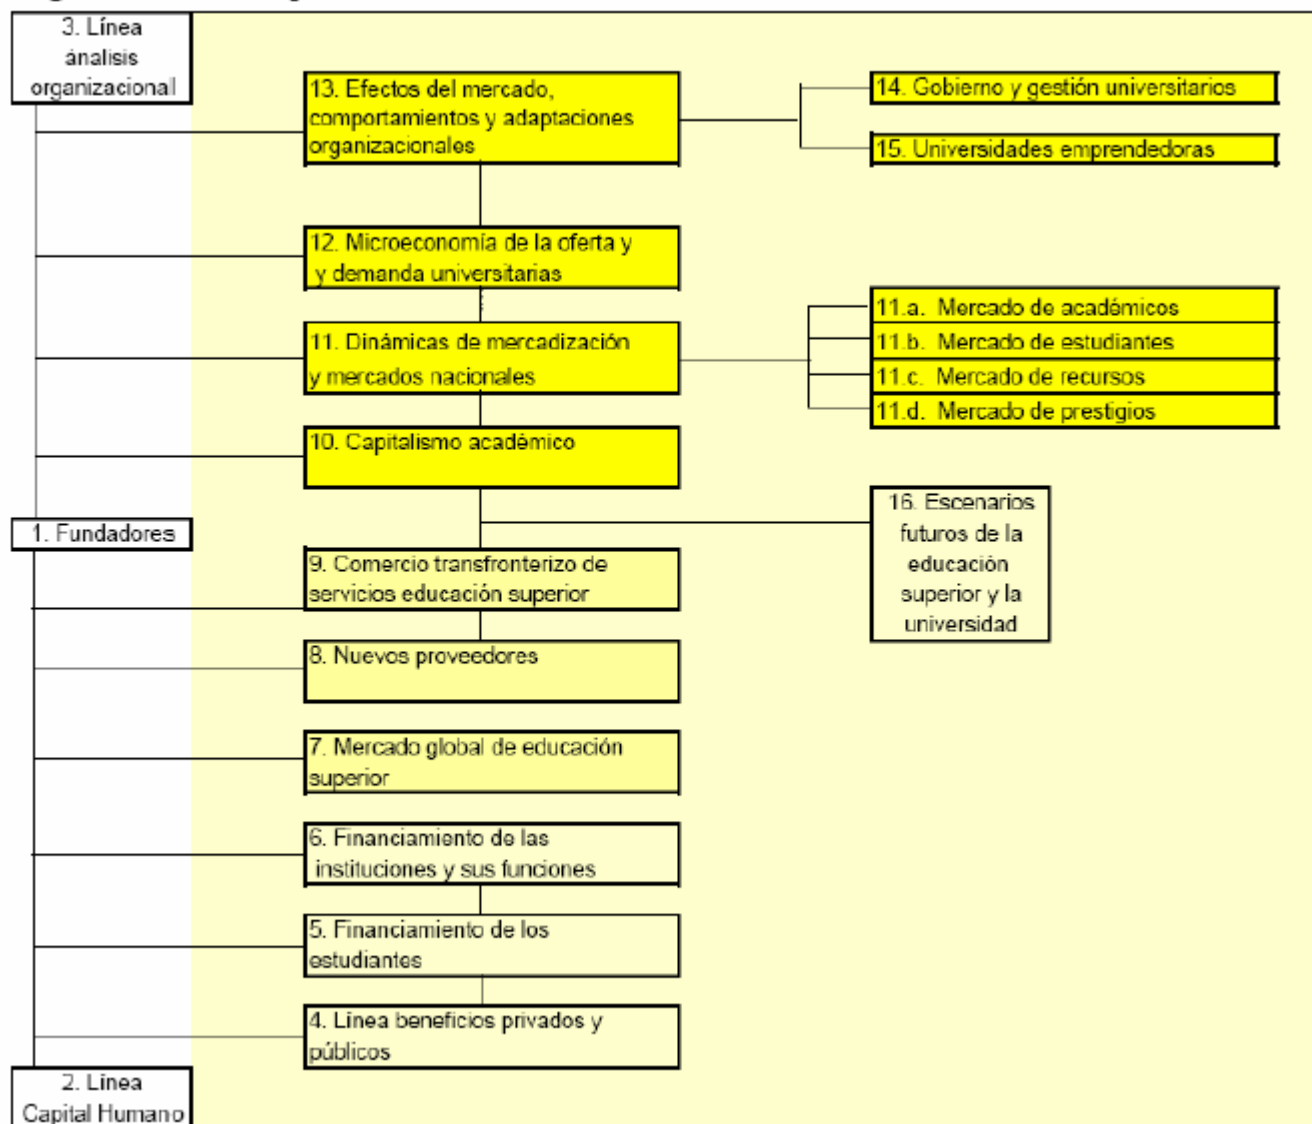 3. Línea
ánalisis
organizacional
13. Efectos del mercado,
comportamientos y adaptaciones
organizacionales
14. Gobierno y gestión universitarios
15. Universidades emprendedoras
12. Microeconomía de la oferta y
y demanda universitarias
11. Dinámicas de mercadización
y mercados nacionales
11.a. Mercado de académicos
11.b. Mercado de estudiantes
11.c. Mercado de recursos
11.d. Mercado de prestigios
10. Capitalismo académico
16. Escenarios
futuros de la
educación
superior y la
universidad
1. Fundadores
9. Comercio transfronterizo de
servicios educación superior
8. Nuevos proveedores
7. Mercado global de educación
superior
6. Financiamiento de las
instituciones y sus funciones
5. Financiamiento de los
estudiantes
4. Línea beneficios privados y
públicos
2. Línea
Capital Humano